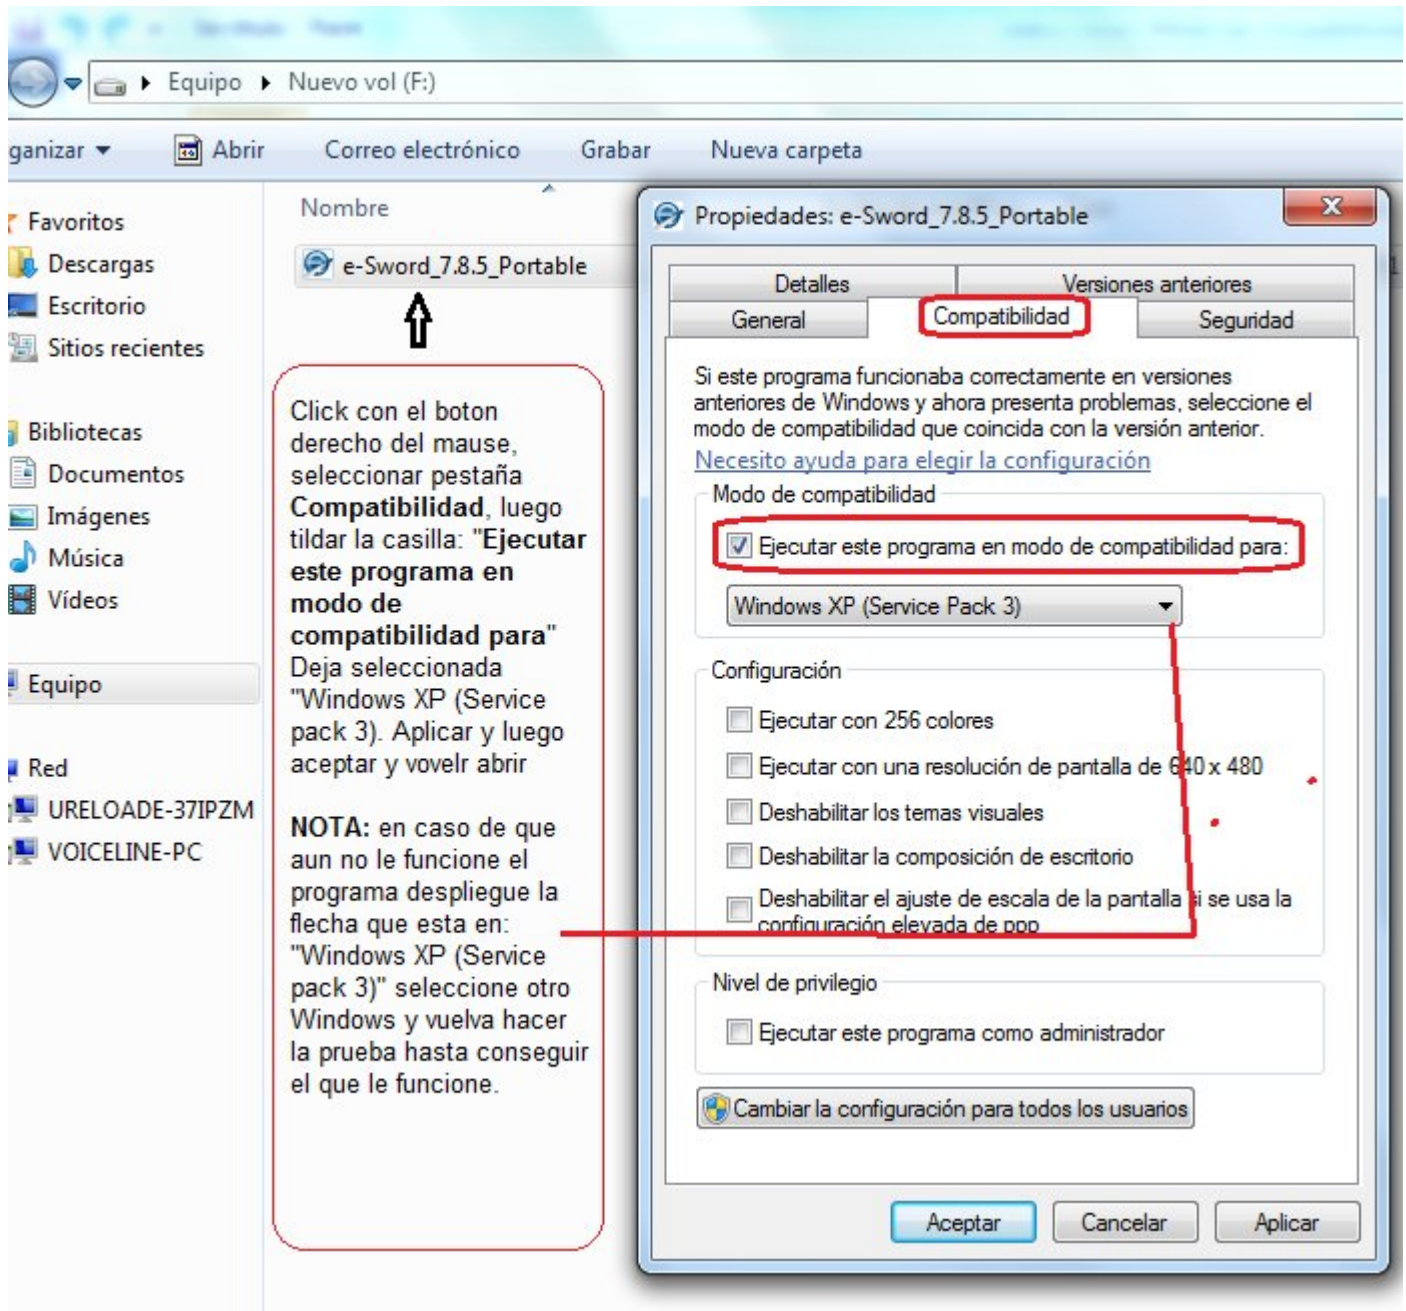 Equipo Nuevo vol (F:)
ganizar Abrir Correo electrónico Grabar Nueva carpeta
Favoritos
Descargas
Escritorio
Sitios recientes
Bibliotecas
Documentos
Imágenes
Música
Vídeos
Equipo
Red
URELOADE-37IPZM
VOICELINE-PC
Nombre
e-Sword_7.8.5_Portable
Click con el boton
derecho del mause,
seleccionar pestaña
Compatibilidad, luego
tildar la casilla: "Ejecutar
este programa en
modo de
compatibilidad para"
Deja seleccionada
"Windows XP (Service
pack 3). Aplicar y luego
aceptar y vovelr abrir
NOTA: en caso de que
aun no le funcione el
programa despliegue la
flecha que esta en:
"Windows XP (Service
pack 3)" seleccione otro
Windows y vuelva hacer
la prueba hasta conseguir
el que le funcione.
Propiedades: e-Sword_7.8.5_Portable
Detalles Versiones anteriores
General Compatibilidad Seguridad
Si este programa funcionaba correctamente en versiones
anteriores de Windows y ahora presenta problemas, seleccione el
modo de compatibilidad que coincida con la versión anterior.
Necesito ayuda para elegir la configuración
Modo de compatibilidad
Ejecutar este programa en modo de compatibilidad para:
Windows XP (Service Pack 3)
Configuración
Ejecutar con 256 colores
Ejecutar con una resolución de pantalla de 640 x 480
Deshabilitar los temas visuales
Deshabilitar la composición de escritorio
Deshabilitar el ajuste de escala de la pantalla si se usa la
configuración elevada de ppp
Nivel de privilegio
Ejecutar este programa como administrador
Cambiar la configuración para todos los usuarios
Aceptar Cancelar Aplicar